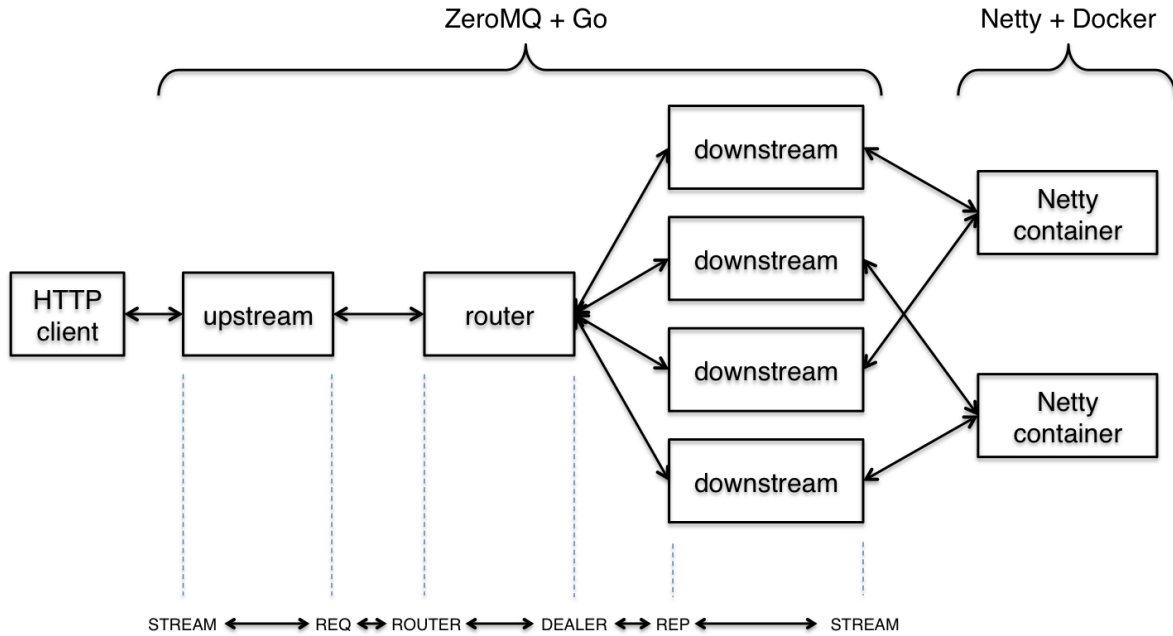 ZeroMQ + Go
Netty + Docker
HTTP
client
upstream
router
downstream
downstream
downstream
downstream
Netty
container
Netty
container
STREAM
REQ
ROUTER
DEALER
REP
STREAM